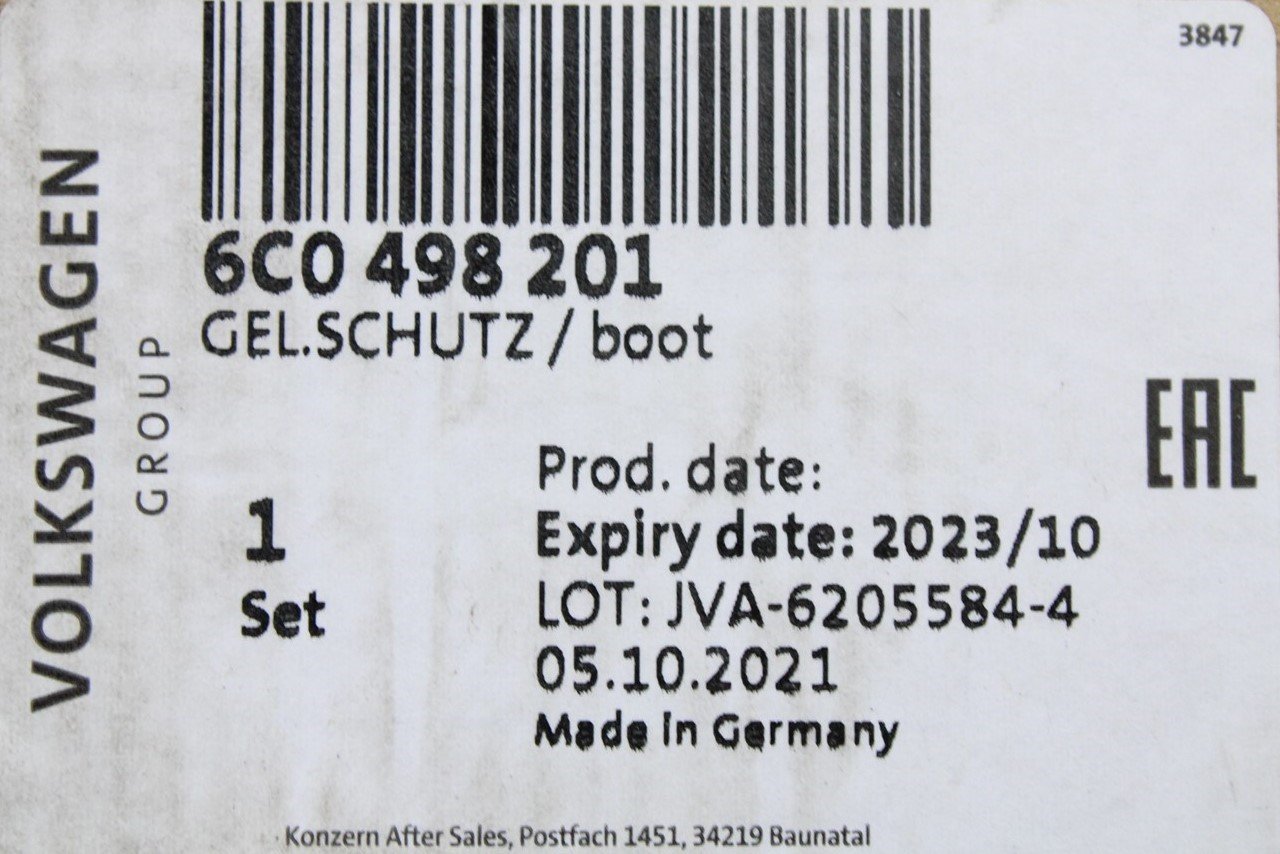 3847
VOLKSWAGEN
GROUP
6C0 498 201
GEL.SCHUTZ / boot
EAC
1
Set
Prod. date:
Expiry date: 2023/10
LOT: JVA-6205584-4
05.10.2021
Made in Germany
Konzern After Sales, Postfach 1451, 34219 Baunatal